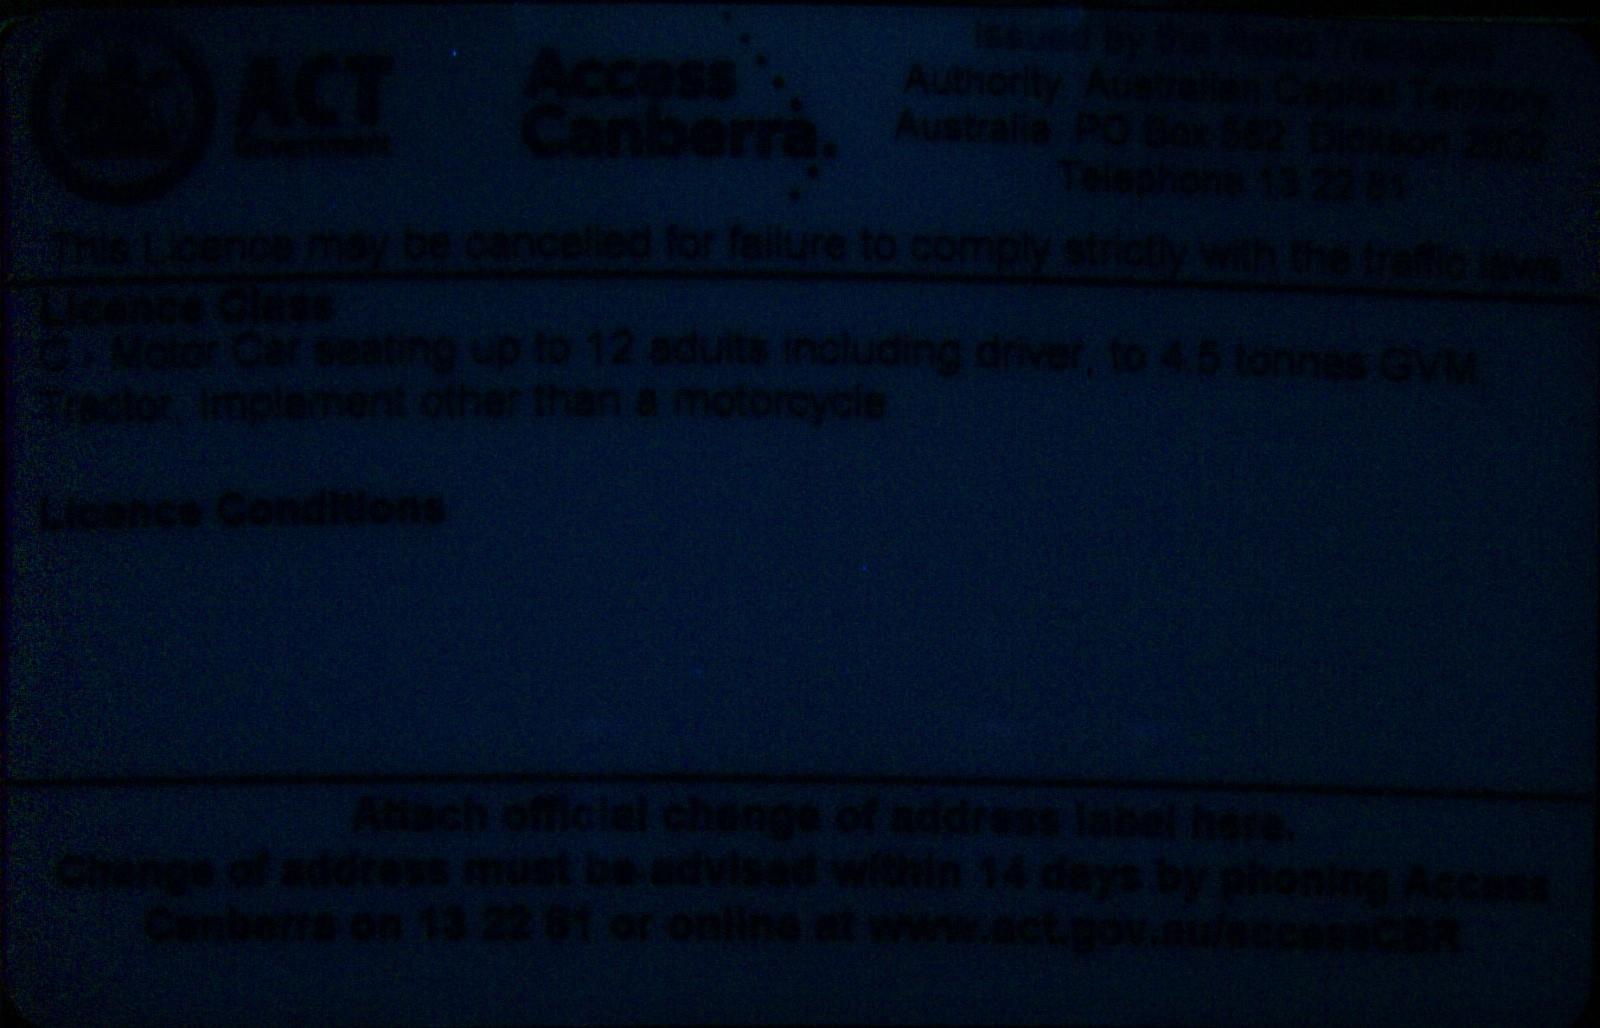 ACT
Government
Access
Canberra.
Issued by the Road Transport
Authority Australian Capital Territory
Australia PO Box 582 Dickson 2602
Telephone 13 22 81
This Licence may be cancelled for failure to comply strictly with the traffic laws
Licence Class
C - Motor Car seating up to 12 adults including driver, to 4.5 tonnes GVM,
Tractor, Implement other than a motorcycle
Licence Conditions
Attach official change of address label here.
Change of address must be advised within 14 days by phoning Access
Canberra on 13 22 81 or online at www.act.gov.au/accessCBR